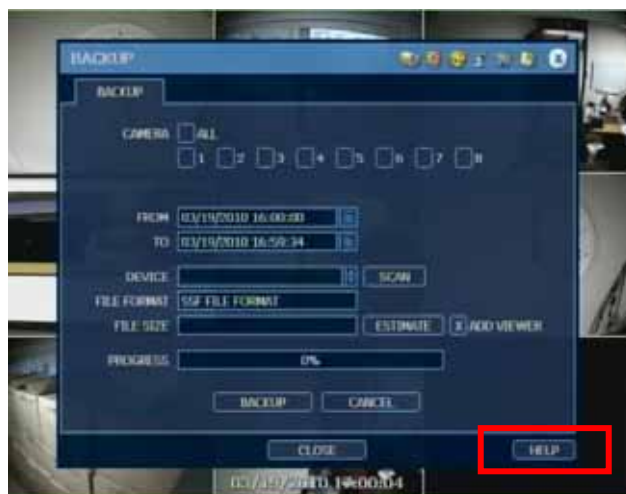 BACKUP
BACKUP
CAMERA ALL
1 2 3 4 5 6 7 8
FROM 03/19/2010 16:00:00
TO 03/19/2010 16:59:34
DEVICE SCAN
FILE FORMAT SSF FILE FORMAT
FILE SIZE ESTIMATE X ADD VIEWER
PROGRESS 0%
BACKUP CANCEL
CLOSE HELP